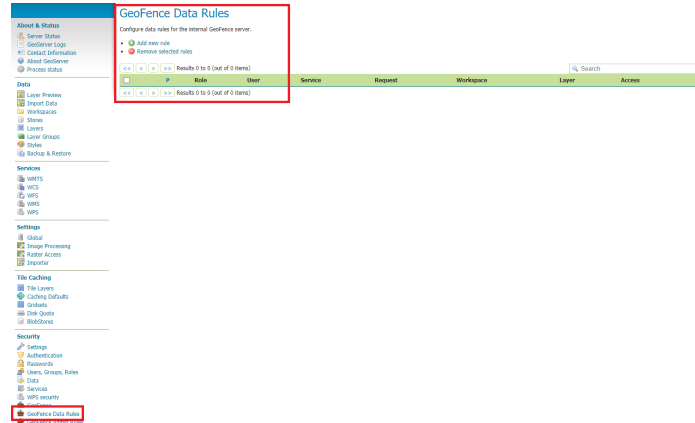 About & Status
Server Status
GeoServer Logs
Contact Information
About GeoServer
Process status
Data
Layer Preview
Import Data
Workspaces
Stores
Layers
Layer Groups
Styles
Backup & Restore
Services
WMTS
WCS
WFS
WMS
WPS
Settings
Global
Image Processing
Raster Access
Importer
Tile Caching
Tile Layers
Caching Defaults
Gridsets
Disk Quota
BlobStores
Security
Settings
Authentication
Passwords
Users, Groups, Roles
Data
Services
WPS security
GeoFence
GeoFence Data Rules
GeoFence Data Rules
Configure data rules for the internal GeoFence server.
Add new rule
Remove selected rules
<< < > >> Results 0 to 0 (out of 0 items) Search
P Role User Service Request Workspace Layer Access
<< < > >> Results 0 to 0 (out of 0 items)